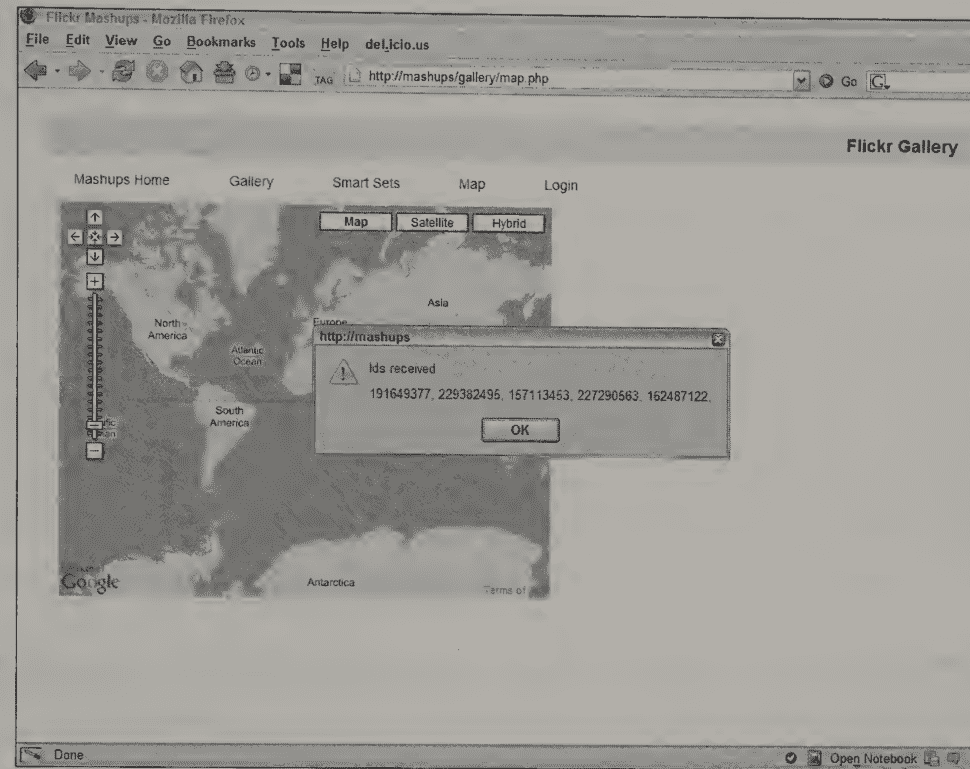 Flickr Mashups - Mozilla Firefox
File Edit View Go Bookmarks Tools Help del.icio.us
TAG http://mashups/gallery/map.php Go G
Flickr Gallery
Mashups Home Gallery Smart Sets Map Login
Map Satellite Hybrid
Asia
Europe
North
America
Atlantic
Ocean
http://mashups
Ids received
191649377, 229382495, 157113453, 227290563, 162487122,
OK
South
America
Google
Antarctica
Terms of
Done
Open Notebook